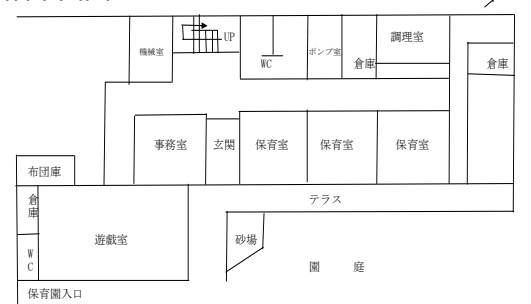 調理室
UP
機械室
ポンプ室
WC
倉庫
倉庫
事務室
玄関
保育室
保育室
保育室
布団庫
倉庫
テラス
遊戯室
砂場
WC
園 庭
保育園入口